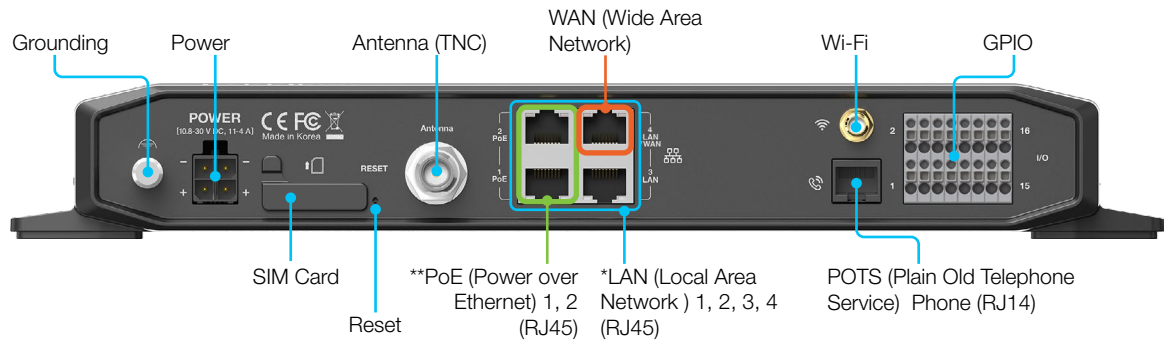 WAN (Wide Area
Network)
Grounding
Power
Antenna (TNC)
Wi-Fi
GPIO
POWER
[10.8-30 V DC, 11-4 A]
CE FC
Made in Korea
RESET
Antenna
2
PoE
1
PoE
4
LAN
/WAN
3
LAN
2
16
I/O
1
15
- -
+ +
SIM Card
Reset
**PoE (Power over
Ethernet) 1, 2
(RJ45)
*LAN (Local Area
Network ) 1, 2, 3, 4
(RJ45)
POTS (Plain Old Telephone
Service)  Phone (RJ14)